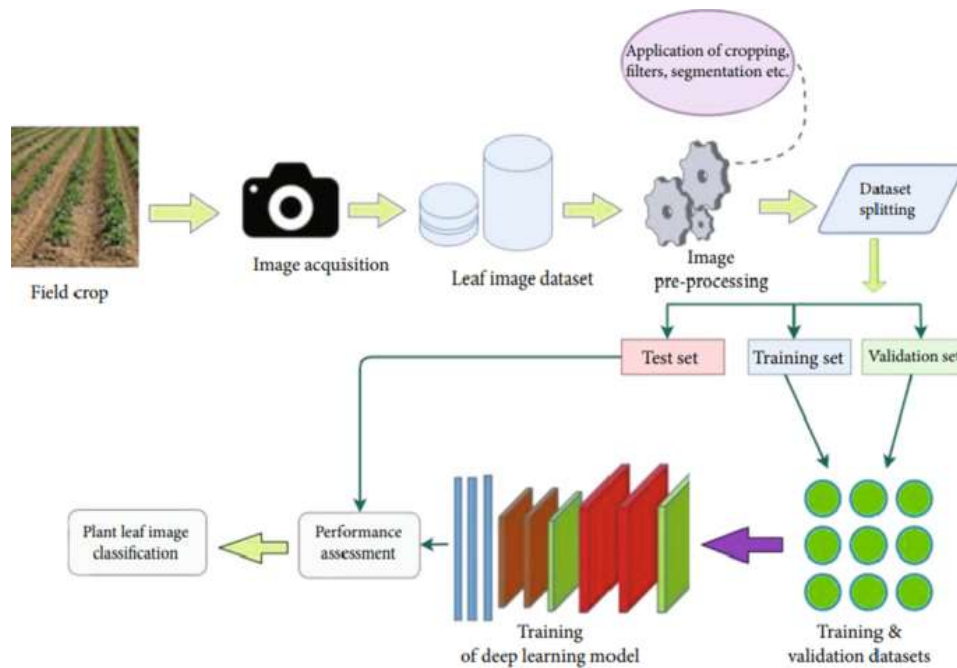 Application of cropping,
filters, segmentation etc.
Field crop
Image acquisition
Leaf image dataset
Image
pre-processing
Dataset
splitting
Test set
Training set
Validation set
Plant leaf image
classification
Performance
assessment
Training
of deep learning model
Training &
validation datasets